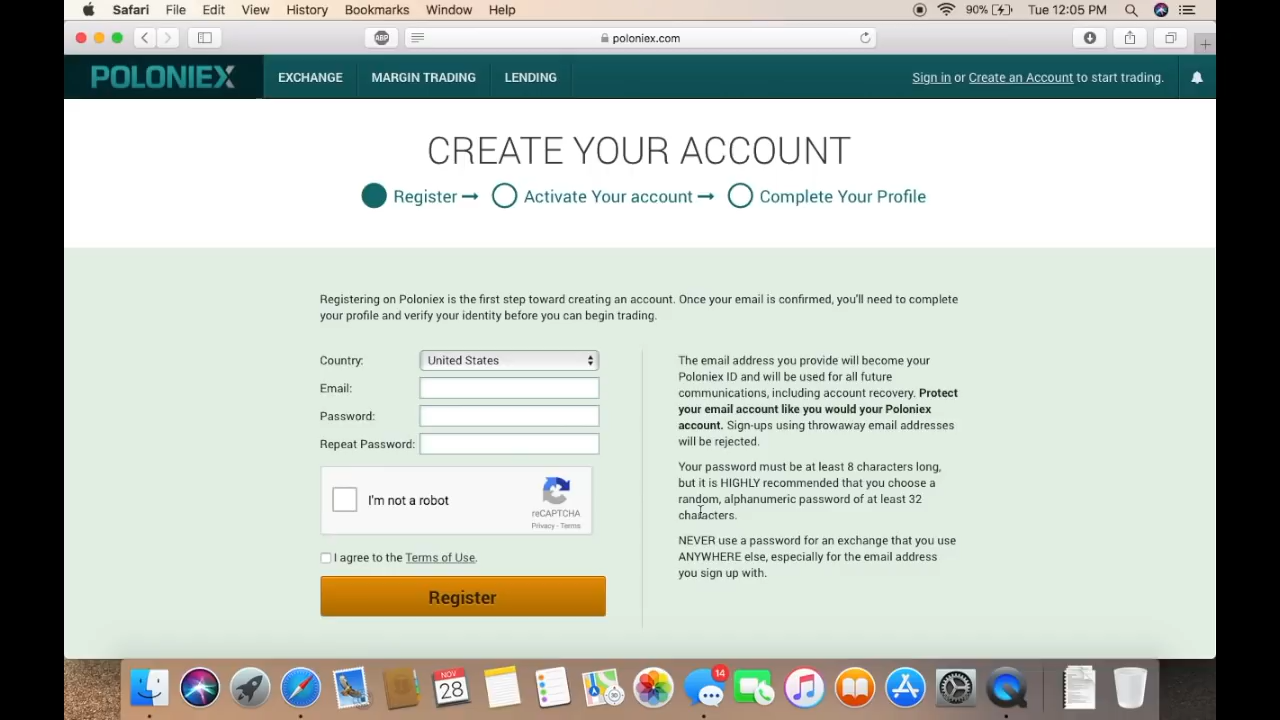 Safari File Edit View History Bookmarks Window Help 90% Tue 12:05 PM
ABP poloniex.com
POLONIEX EXCHANGE MARGIN TRADING LENDING Sign in or Create an Account to start trading.
CREATE YOUR ACCOUNT
Register → Activate Your account → Complete Your Profile
Registering on Poloniex is the first step toward creating an account. Once your email is confirmed, you'll need to complete
your profile and verify your identity before you can begin trading.
Country: United States
Email:
Password:
Repeat Password:
I'm not a robot
reCAPTCHA
Privacy - Terms
I agree to the Terms of Use.
Register
The email address you provide will become your
Poloniex ID and will be used for all future
communications, including account recovery. Protect
your email account like you would your Poloniex
account. Sign-ups using throwaway email addresses
will be rejected.
Your password must be at least 8 characters long,
but it is HIGHLY recommended that you choose a
random, alphanumeric password of at least 32
characters.
NEVER use a password for an exchange that you use
ANYWHERE else, especially for the email address
you sign up with.
NOV
28
14